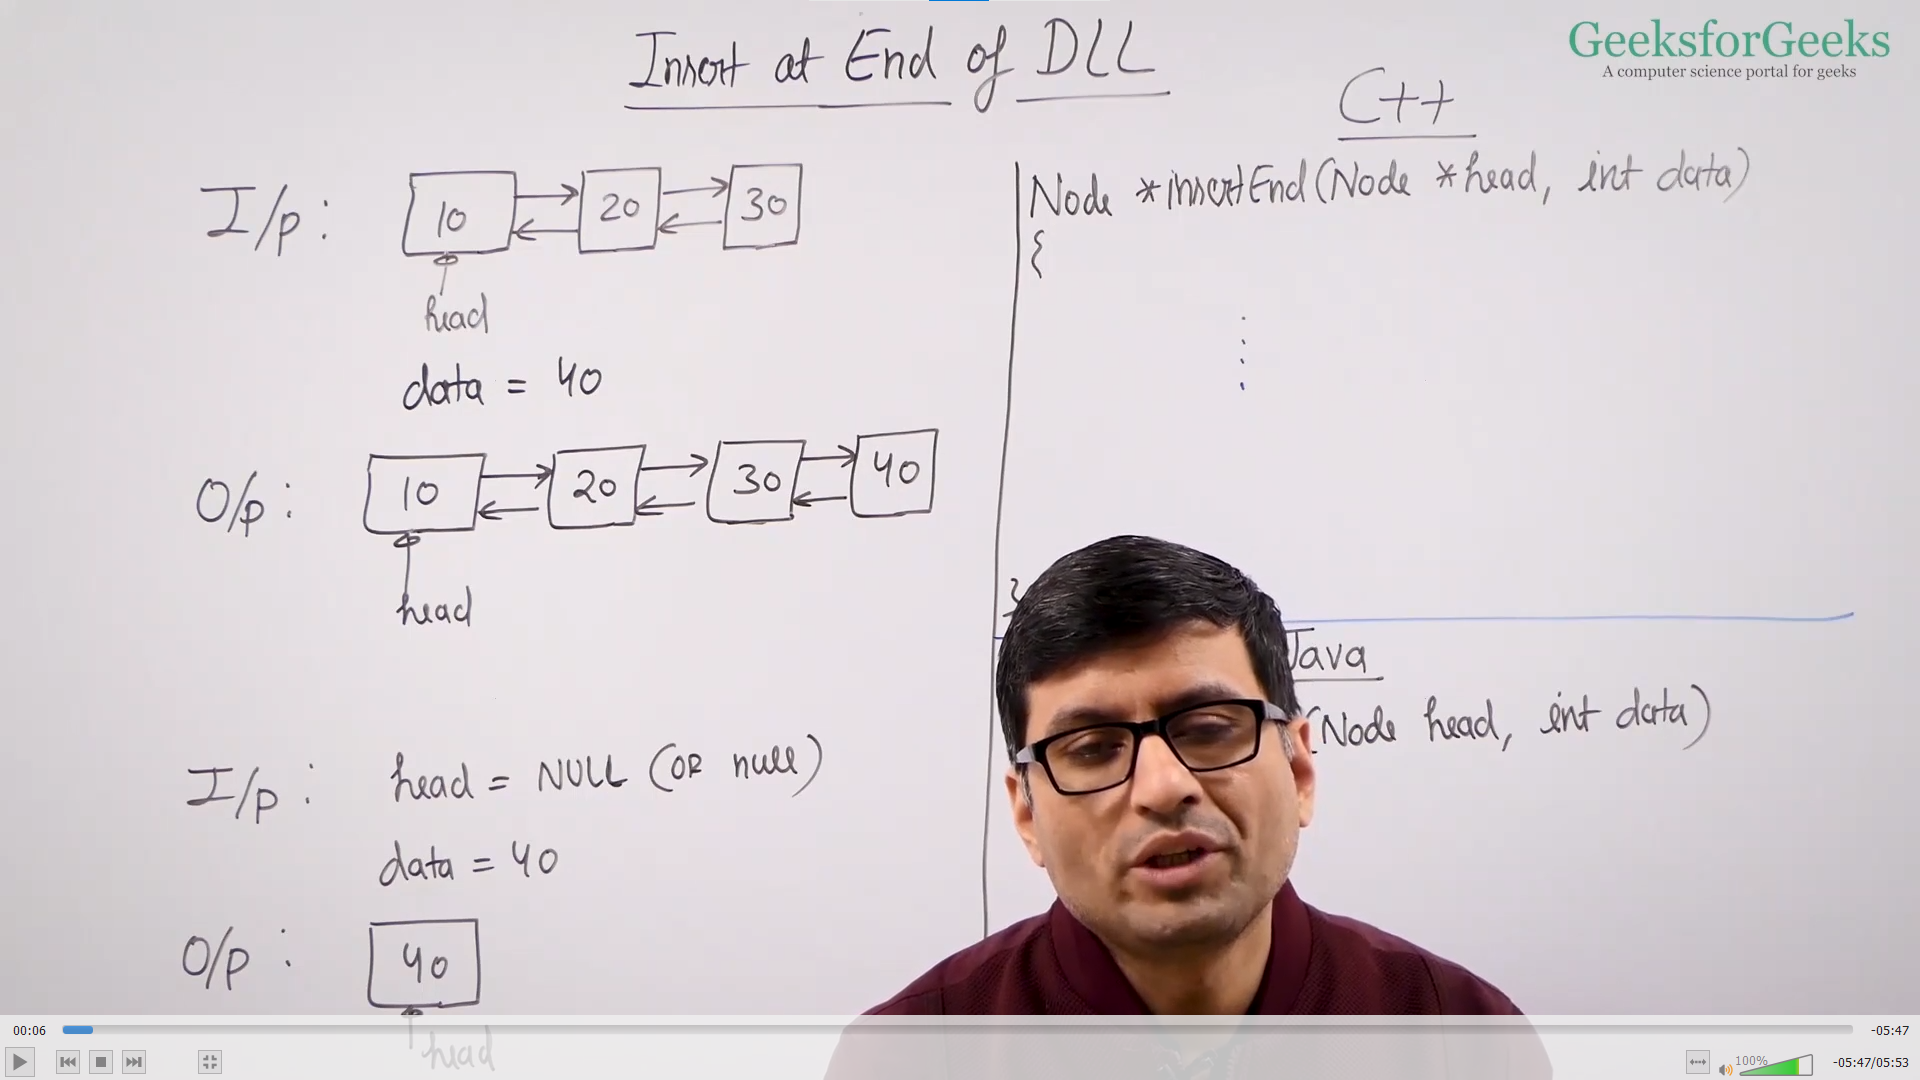 Insert at End of DLL
GeeksforGeeks
A computer science portal for geeks
I/p :
10 20 30
head
data = 40
O/p :
10 20 30 40
head
I/p : head = NULL (OR null)
data = 40
O/p : 40
head
C++
Node *insertEnd(Node *head, int data)
{
}
Java
(Node head, int data)
00:06
-05:47
100%
-05:47/05:53